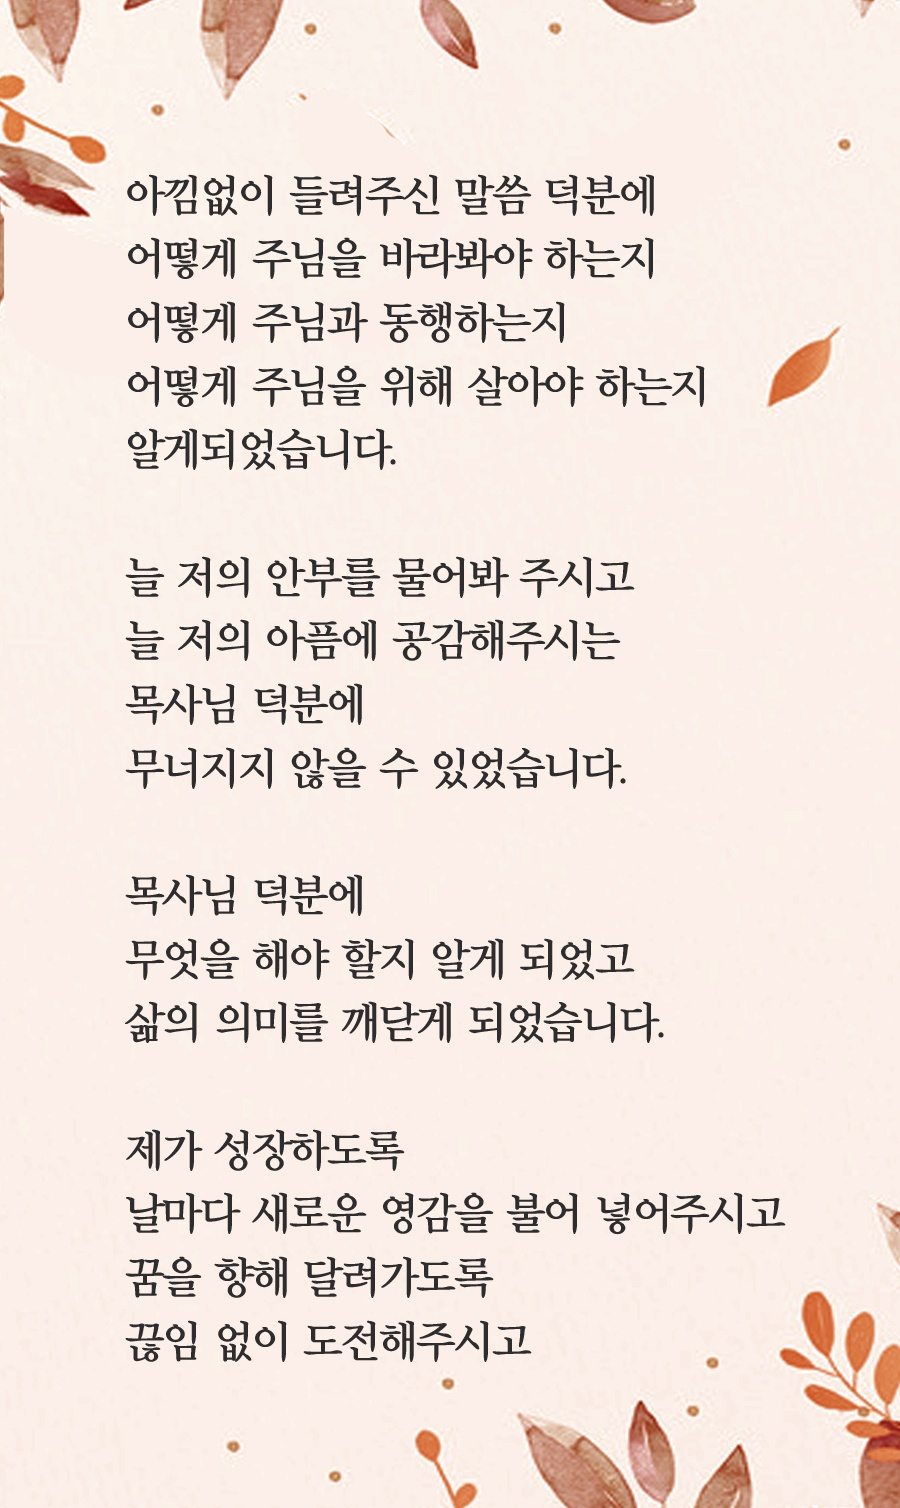 아낌없이 들려주신 말씀 덕분에
어떻게 주님을 바라봐야 하는지
어떻게 주님과 동행하는지
어떻게 주님을 위해 살아야 하는지
알게되었습니다.
늘 저의 안부를 물어봐 주시고
늘 저의 아픔에 공감해주시는
목사님 덕분에
무너지지 않을 수 있었습니다.
목사님 덕분에
무엇을 해야 할지 알게 되었고
삶의 의미를 깨닫게 되었습니다.
제가 성장하도록
날마다 새로운 영감을 불어 넣어주시고
꿈을 향해 달려가도록
끊임 없이 도전해주시고